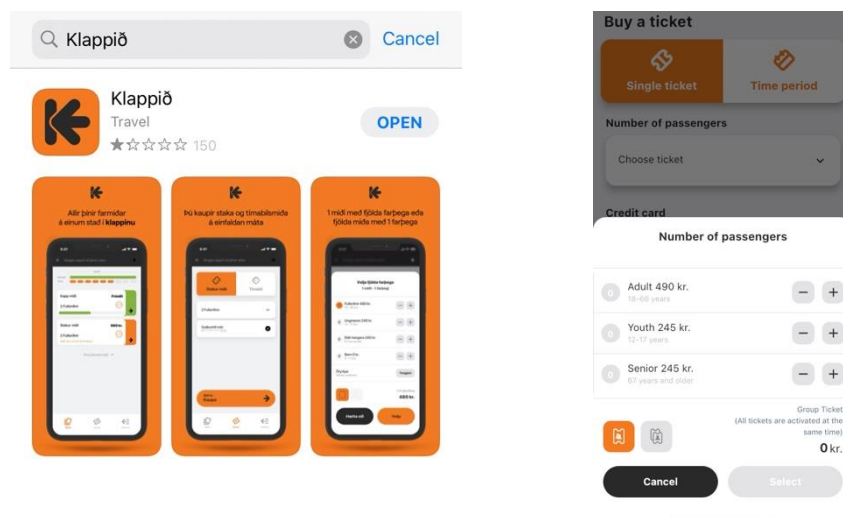 Klappið
Cancel
Klappið
Travel
OPEN
150
Allir þínir farmiðar
á einum stað í klappinu
Þú kaupir staka og tímabilsmiða
á einfaldan máta
1 miði með fjölda farþega eða
fjölda miða með 1 farþega
Buy a ticket
Single ticket
Time period
Number of passengers
Choose ticket
Credit card
Number of passengers
0
Adult 490 kr.
18-66 years
0
Youth 245 kr.
12-17 years
0
Senior 245 kr.
67 years and older
Group Ticket
(All tickets are activated at the
same time)
0 kr.
Cancel
Select